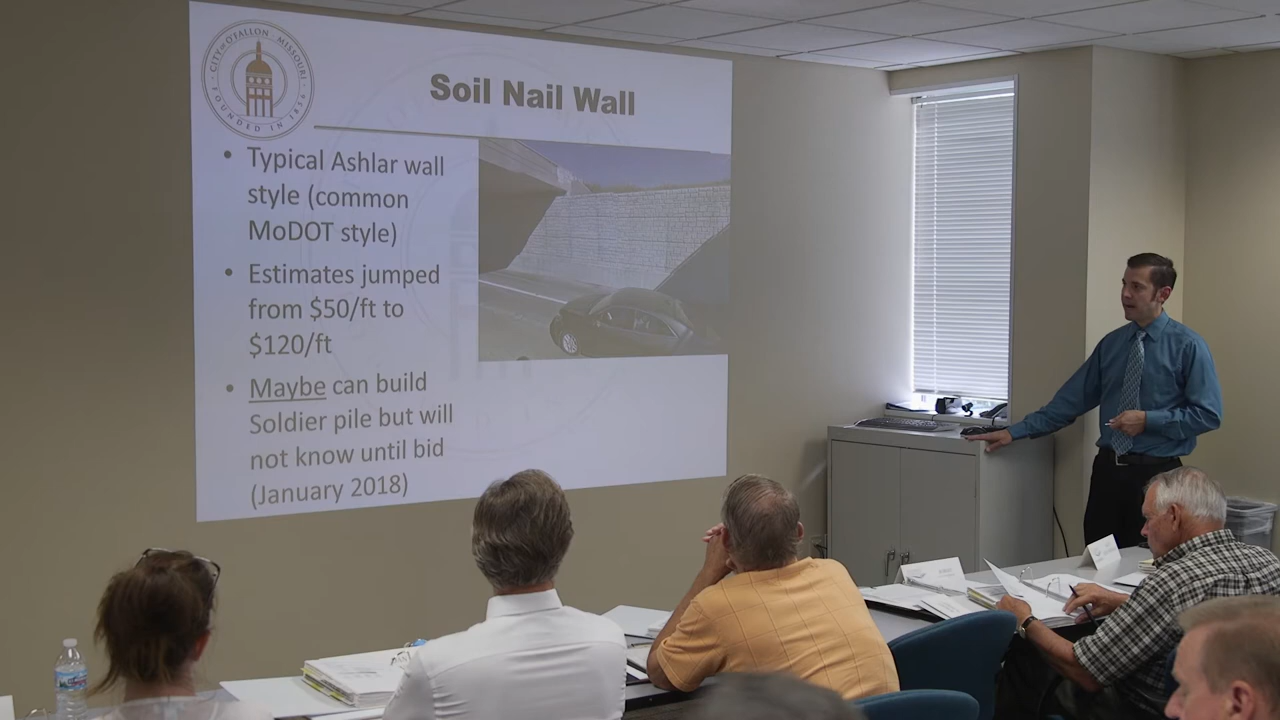 CITY OF O'FALLON, MISSOURI
FOUNDED IN 1856
Soil Nail Wall
• Typical Ashlar wall
style (common
MoDOT style)
• Estimates jumped
from $50/ft to
$120/ft
• Maybe can build
Soldier pile but will
not know until bid
(January 2018)